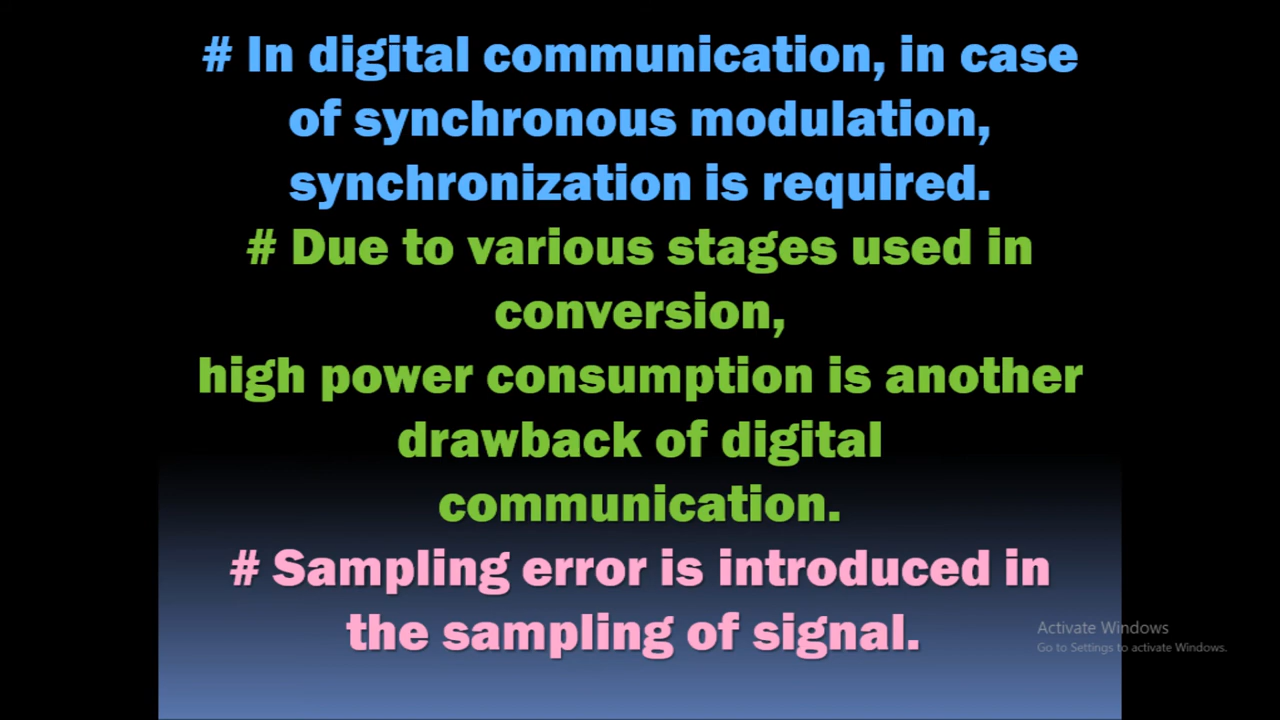 # In digital communication, in case
of synchronous modulation,
synchronization is required.
# Due to various stages used in
conversion,
high power consumption is another
drawback of digital
communication.
# Sampling error is introduced in
the sampling of signal.
Activate Windows
Go to Settings to activate Windows.